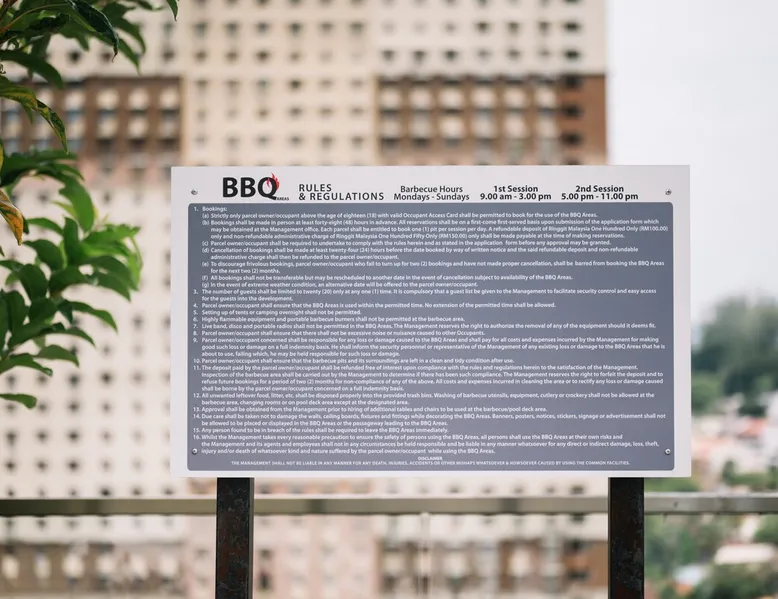 BBQ AREAS
RULES
& REGULATIONS
Barbecue Hours
Mondays - Sundays
1st Session
9.00 am - 3.00 pm
2nd Session
5.00 pm - 11.00 pm
1. Bookings:
(a) Strictly only parcel owner/occupant above the age of eighteen (18) with valid Occupant Access Card shall be permitted to book for the use of the BBQ Areas.
(b) Bookings shall be made in person at least forty-eight (48) hours in advance. All reservations shall be on a first-come first-served basis upon submission of the application form which
may be obtained at the Management office. Each parcel shall be entitled to book one (1) pit per session per day. A refundable deposit of Ringgit Malaysia One Hundred Only (RM100.00)
only and non-refundable administrative charge of Ringgit Malaysia One Hundred Fifty Only (RM150.00) only shall be made payable at the time of making reservations.
(c) Parcel owner/occupant shall be required to undertake to comply with the rules herein and as stated in the application form before any approval may be granted.
(d) Cancellation of bookings shall be made at least twenty-four (24) hours before the date booked by way of written notice and the said refundable deposit and non-refundable
administrative charge shall then be refunded to the parcel owner/occupant.
(e) To discourage frivolous bookings, parcel owner/occupant who fail to turn up for two (2) bookings and have not made proper cancellation, shall be barred from booking the BBQ Areas
for the next two (2) months.
(f) All bookings shall not be transferable but may be rescheduled to another date in the event of cancellation subject to availability of the BBQ Areas.
(g) In the event of extreme weather condition, an alternative date will be offered to the parcel owner/occupant.
3. The number of guests shall be limited to twenty (20) only at any one (1) time. It is compulsory that a guest list be given to the Management to facilitate security control and easy access
for the guests into the development.
4. Parcel owner/occupant shall ensure that the BBQ Areas is used within the permitted time. No extension of the permitted time shall be allowed.
5. Setting up of tents or camping overnight shall not be permitted.
6. Highly flammable equipment and portable barbecue burners shall not be permitted at the barbecue area.
7. Live band, disco and portable radios shall not be permitted in the BBQ Areas. The Management reserves the right to authorize the removal of any of the equipment should it deems fit.
8. Parcel owner/occupant shall ensure that there shall not be excessive noise or nuisance caused to other Occupants.
9. Parcel owner/occupant concerned shall be responsible for any loss or damage caused to the BBQ Areas and shall pay for all costs and expenses incurred by the Management for making
good such loss or damage on a full indemnity basis. He shall inform the security personnel or representative of the Management of any existing loss or damage to the BBQ Areas that he is
about to use, failing which, he may be held responsible for such loss or damage.
10. Parcel owner/occupant shall ensure that the barbecue pits and its surroundings are left in a clean and tidy condition after use.
11. The deposit paid by the parcel owner/occupant shall be refunded free of interest upon compliance with the rules and regulations hereto and to the satisfaction of the Management.
Inspection of the barbecue area shall be carried out by the Management to determine if there has been such compliance. The Management reserves the right to forfeit the deposit and to
refuse future bookings for a period of two (2) months for non-compliance of any of the above. All costs and expenses incurred in cleaning the area or to rectify any loss or damage caused
shall be borne by the parcel owner/occupant concerned on a full indemnity basis.
12. All unwanted leftover food, litter, etc. shall be disposed properly into the provided trash bins. Washing of barbecue utensils, equipment, cutlery or crockery shall not be allowed at the
barbecue area, changing rooms or on pool deck area except at the designated area.
13. Approval shall be obtained from the Management prior to hiring of additional tables and chairs to be used at the barbecue/pool deck area.
14. Due care shall be taken not to damage the walls, ceiling boards, fixtures and fittings while decorating the BBQ Areas. Banners, posters, notices, stickers, signage or advertisement shall not
be allowed to be placed or displayed in the BBQ Areas or the passageway leading to the BBQ Areas.
15. Any person found to be in breach of the rules shall be required to leave the BBQ Areas immediately.
16. Whilst the Management takes every reasonable precaution to ensure the safety of persons using the BBQ Areas, all persons shall use the BBQ Areas at their own risks and
the Management and its agents and employees shall not in any circumstances be held responsible and be liable in any manner whatsoever for any direct or indirect damage, loss, theft,
injury and/or death of whatsoever kind and nature suffered by the parcel owner/occupant while using the BBQ Areas.
DISCLAIMER
THE MANAGEMENT SHALL NOT BE LIABLE IN ANY MANNER FOR ANY DEATH, INJURIES, ACCIDENTS OR OTHER MISHAPS WHATSOEVER & HOWSOEVER CAUSED BY USING THE COMMON FACILITIES.